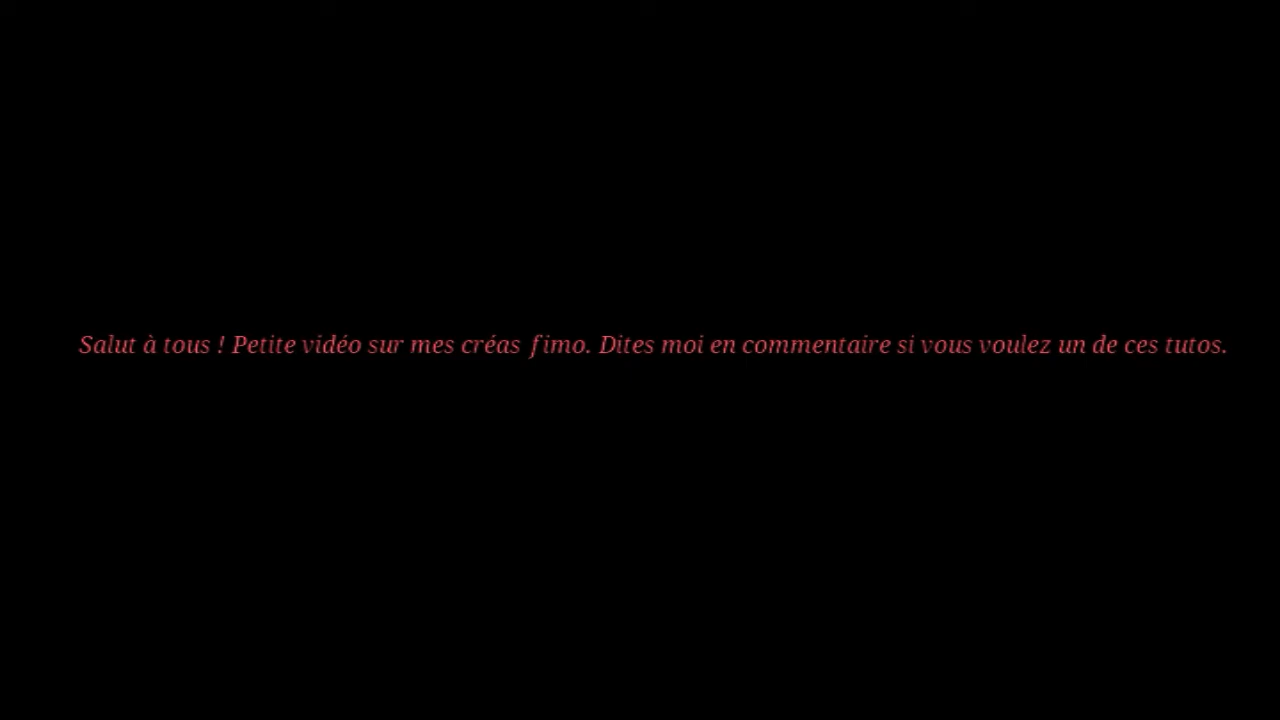 Salut à tous ! Petite vidéo sur mes créas fimo. Dites moi en commentaire si vous voulez un de ces tutos.